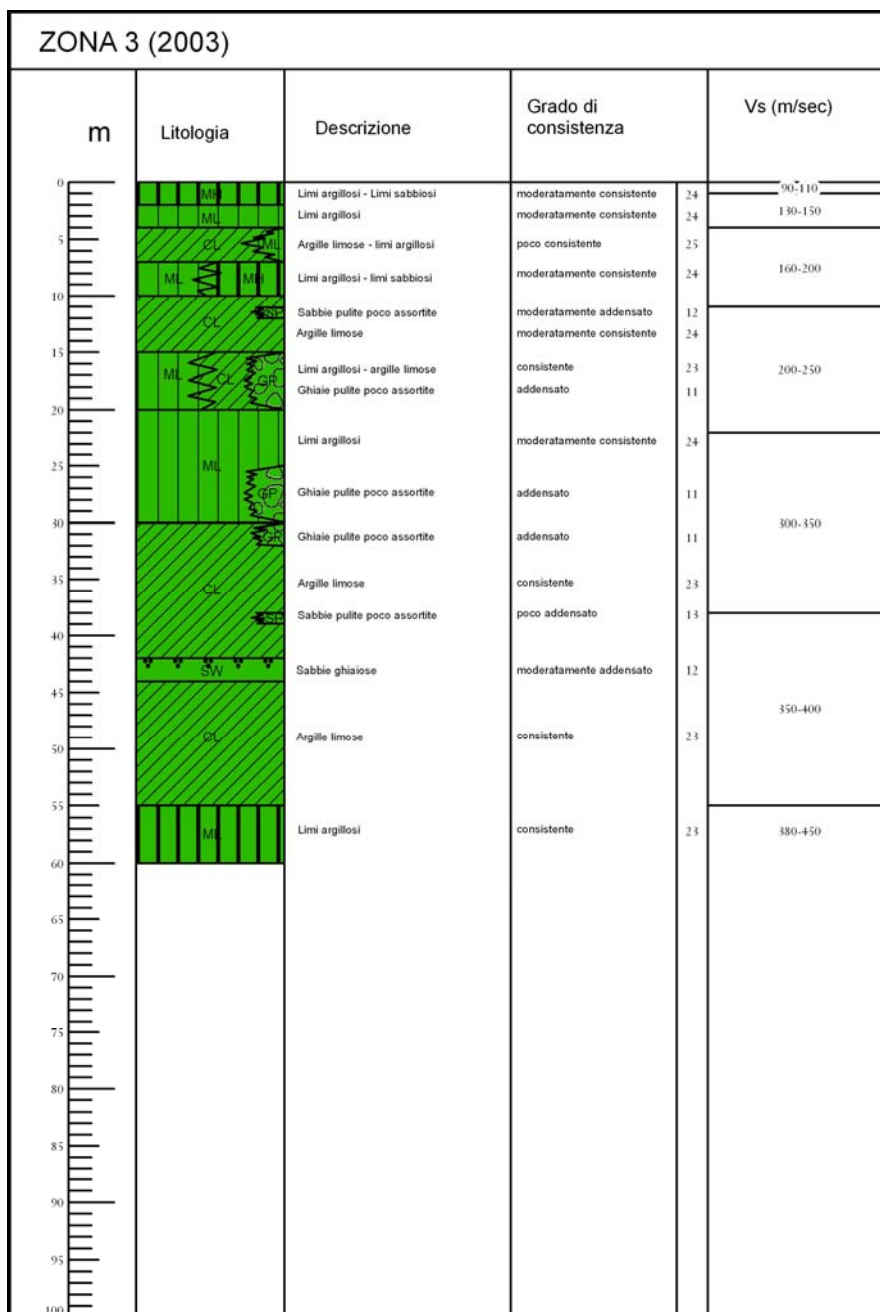 ZONA 3 (2003)
m
Litologia
Descrizione
Grado di
consistenza
Vs (m/sec)
0
MH
Limi argillosi - Limi sabbiosi
moderatamente consistente
24
90-110
ML
Limi argillosi
moderatamente consistente
24
130-150
5
CL
ML
Argille limose - limi argillosi
poco consistente
25
ML
MH
Limi argillosi - limi sabbiosi
moderatamente consistente
24
160-200
10
SP
Sabbie pulite poco assortite
moderatamente addensato
12
CL
Argille limose
moderatamente consistente
24
15
ML
CL
GP
Limi argillosi - argille limose
consistente
23
200-250
Ghiaie pulite poco assortite
addensato
11
20
Limi argillosi
moderatamente consistente
24
25
ML
GP
Ghiaie pulite poco assortite
addensato
11
30
GP
Ghiaie pulite poco assortite
addensato
11
300-350
35
CL
Argille limose
consistente
23
SP
Sabbie pulite poco assortite
poco addensato
13
40
SW
Sabbie ghiaiose
moderatamente addensato
12
45
350-400
CL
Argille limose
consistente
23
50
55
ML
Limi argillosi
consistente
23
380-450
60
65
70
75
80
85
90
95
100